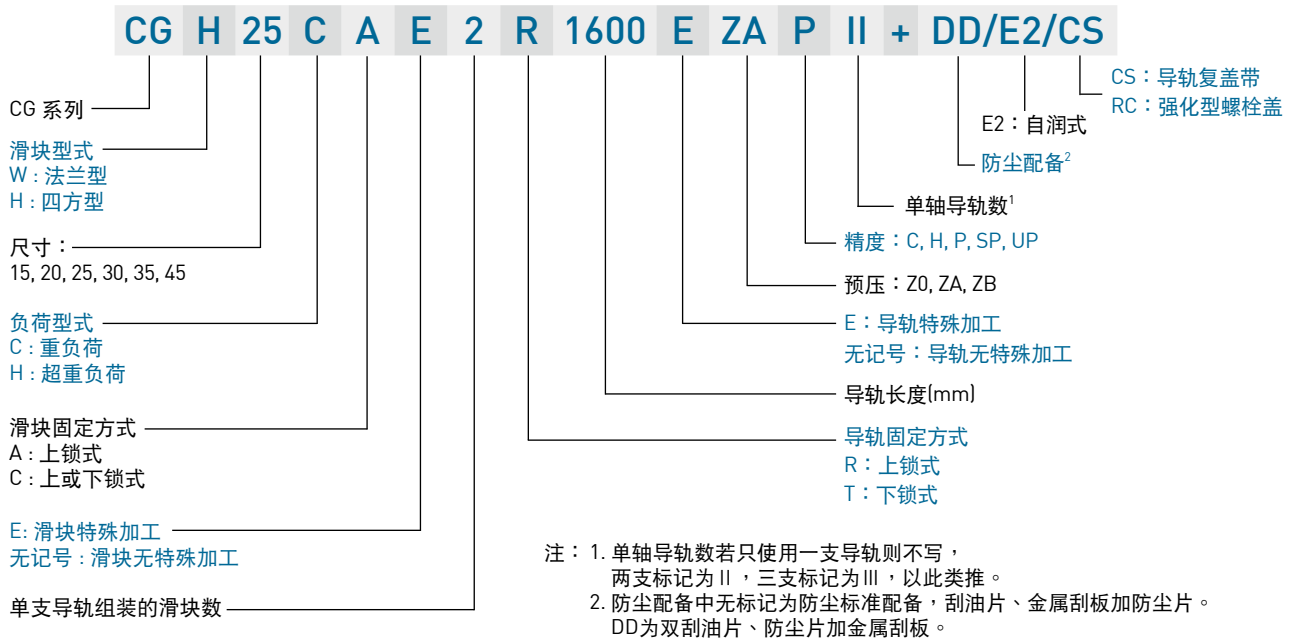 CG H 25 C A E 2 R 1600 E ZA P II + DD/E2/CS
CG 系列
滑块型式
W : 法兰型
H : 四方型
尺寸：
15, 20, 25, 30, 35, 45
负荷型式
C : 重负荷
H : 超重负荷
滑块固定方式
A : 上锁式
C : 上或下锁式
E: 滑块特殊加工
无记号 : 滑块无特殊加工
单支导轨组装的滑块数
CS：导轨复盖带
RC：强化型螺栓盖
E2：自润式
防尘配备2
单轴导轨数1
精度：C, H, P, SP, UP
预压：Z0, ZA, ZB
E：导轨特殊加工
无记号：导轨无特殊加工
导轨长度(mm)
导轨固定方式
R：上锁式
T：下锁式
注： 1. 单轴导轨数若只使用一支导轨则不写，
两支标记为Ⅱ，三支标记为Ⅲ，以此类推。
2. 防尘配备中无标记为防尘标准配备，刮油片、金属刮板加防尘片。
DD为双刮油片、防尘片加金属刮板。